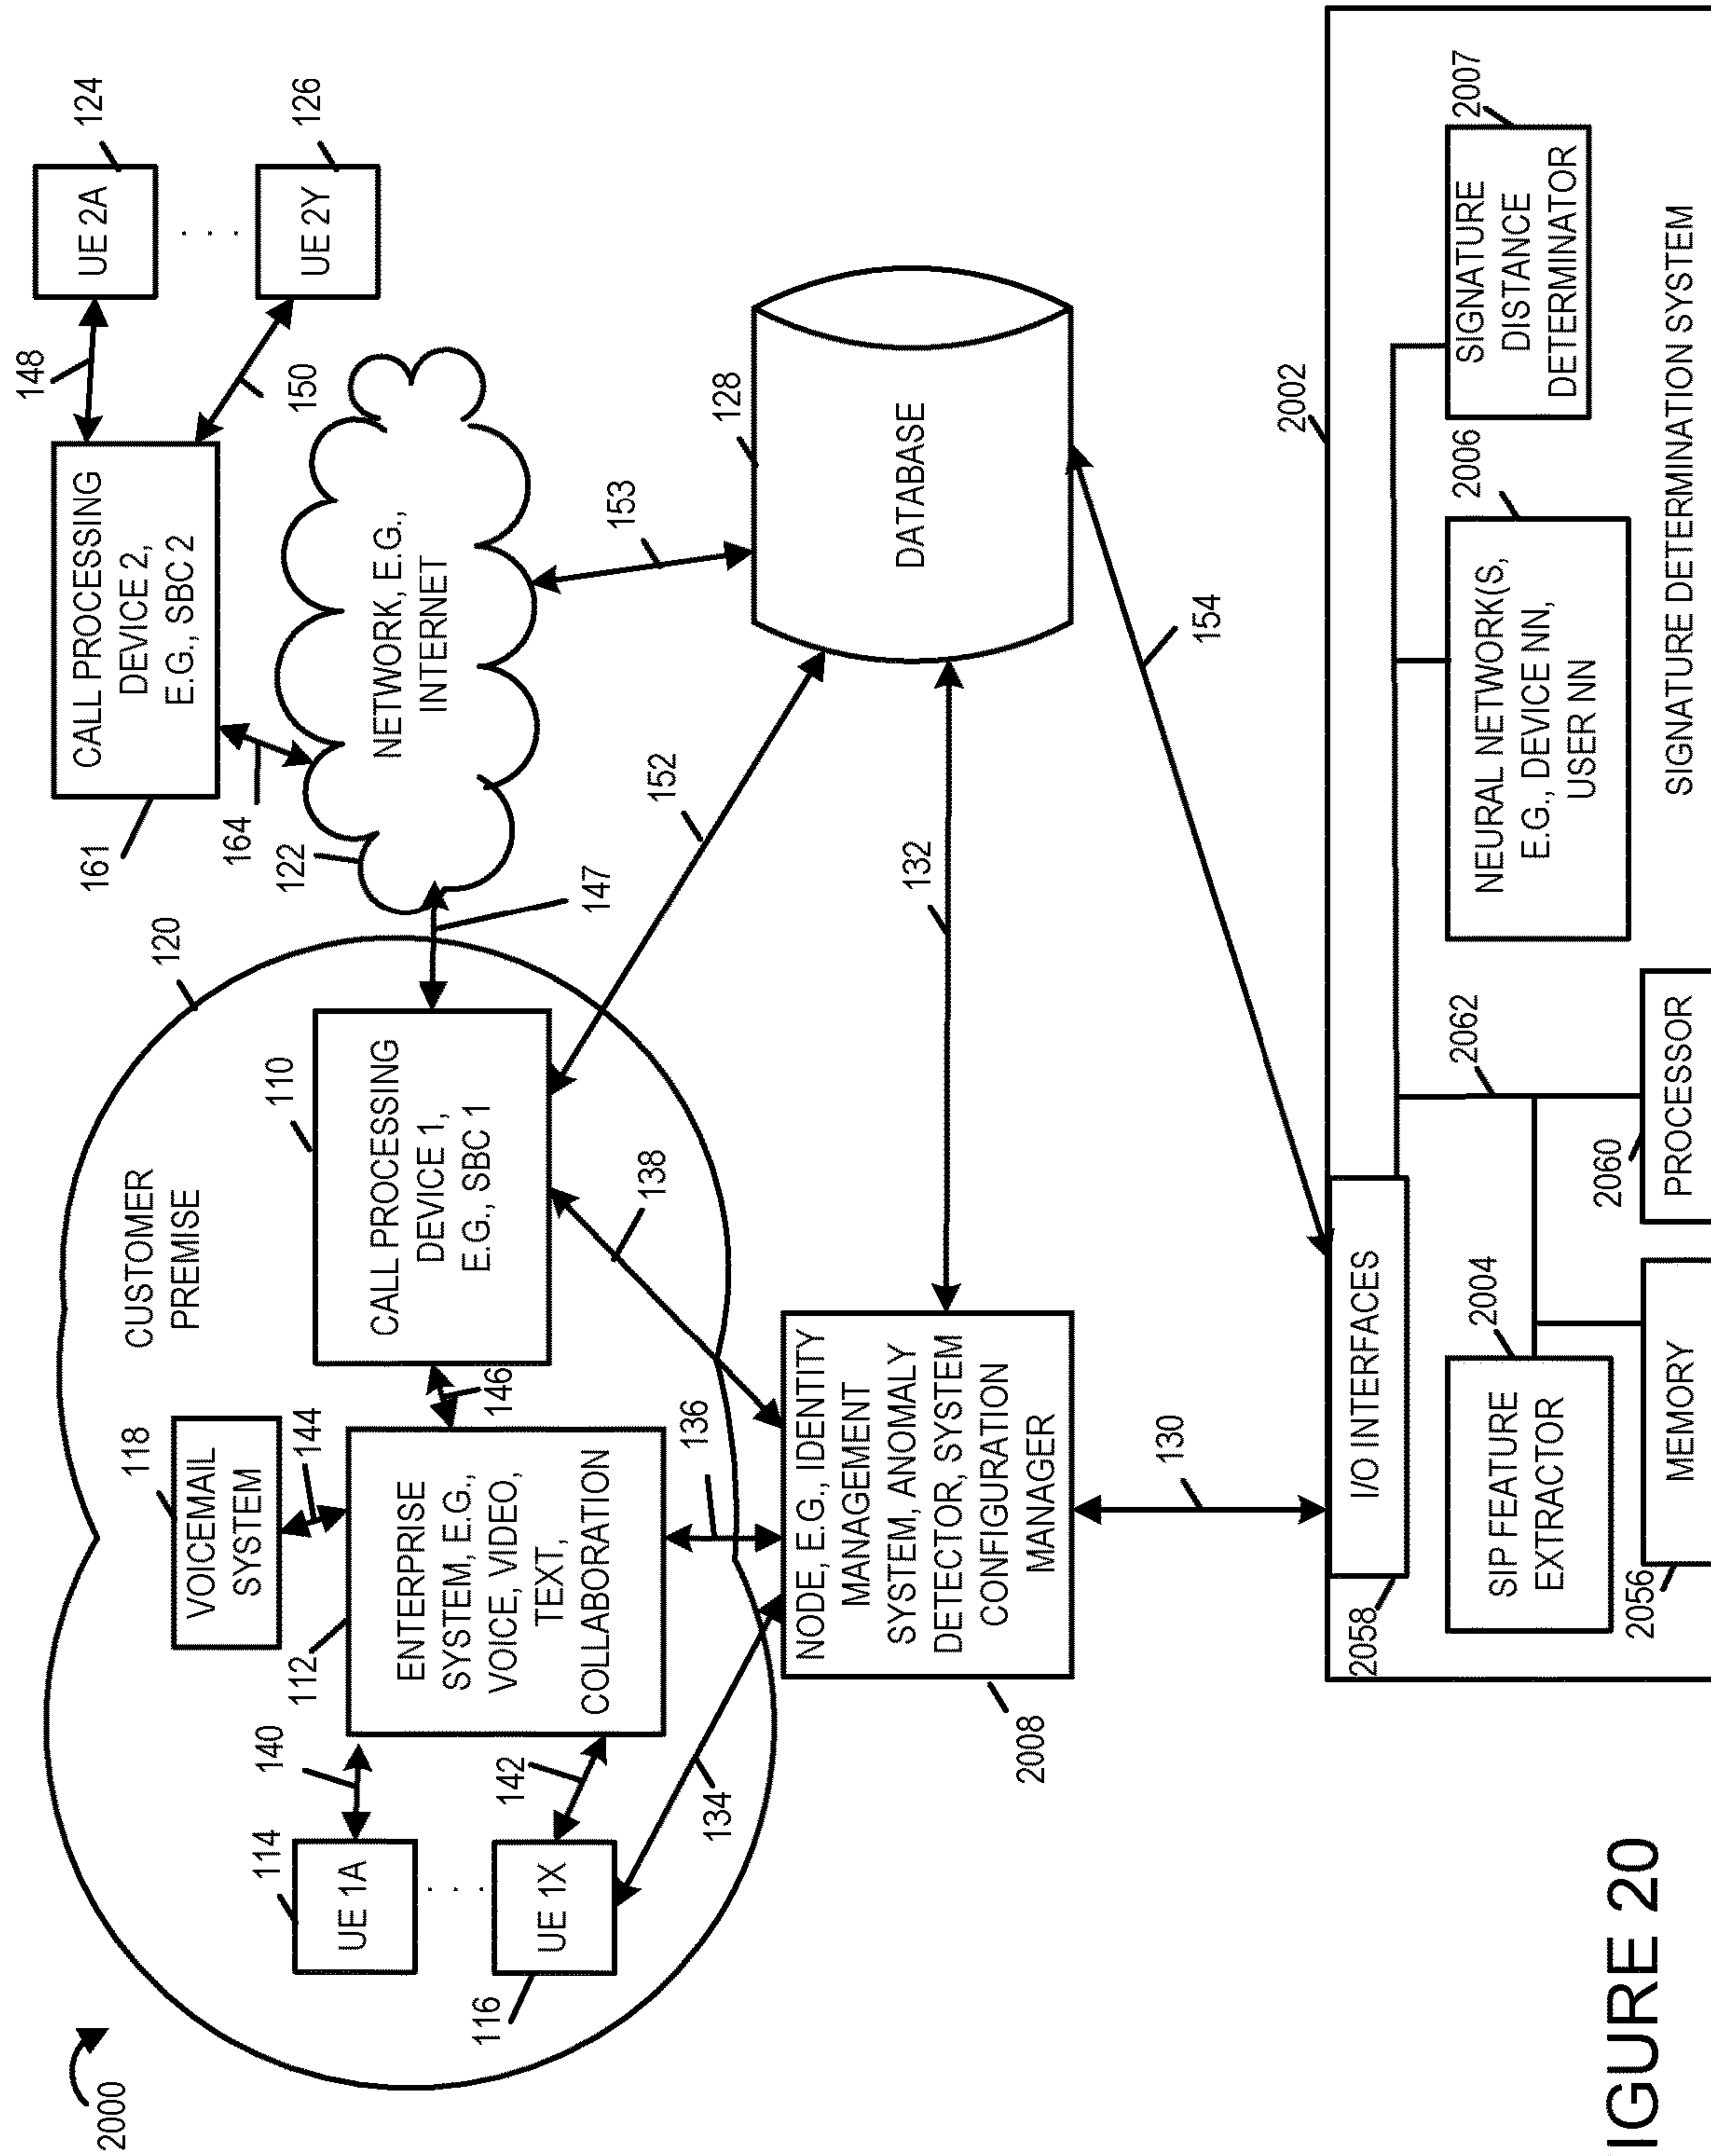 2000
120
CUSTOMER
PREMISE
118
VOICEMAIL
SYSTEM
144
114
UE 1A
140
. . .
116
UE 1X
142
112
ENTERPRISE
SYSTEM, E.G.,
VOICE, VIDEO,
TEXT,
COLLABORATION
146
110
CALL PROCESSING
DEVICE 1,
E.G., SBC 1
147
161
CALL PROCESSING
DEVICE 2,
E.G., SBC 2
148
150
UE 2A
124
. . .
UE 2Y
126
164
122
NETWORK, E.G.,
INTERNET
153
152
134
136
138
2008
NODE, E.G., IDENTITY
MANAGEMENT
SYSTEM, ANOMALY
DETECTOR, SYSTEM
CONFIGURATION
MANAGER
132
128
DATABASE
130
154
2002
2058
I/O INTERFACES
SIP FEATURE
EXTRACTOR
2004
2056
MEMORY
2062
2060
PROCESSOR
2006
NEURAL NETWORK(S,
E.G., DEVICE NN,
USER NN
2007
SIGNATURE
DISTANCE
DETERMINATOR
SIGNATURE DETERMINATION SYSTEM
IGURE 20